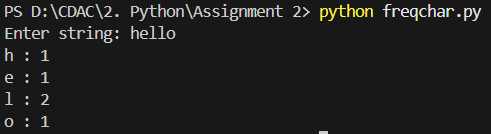 PS D:\CDAC\2. Python\Assignment 2> python freqchar.py
Enter string: hello
h : 1
e : 1
l : 2
o : 1